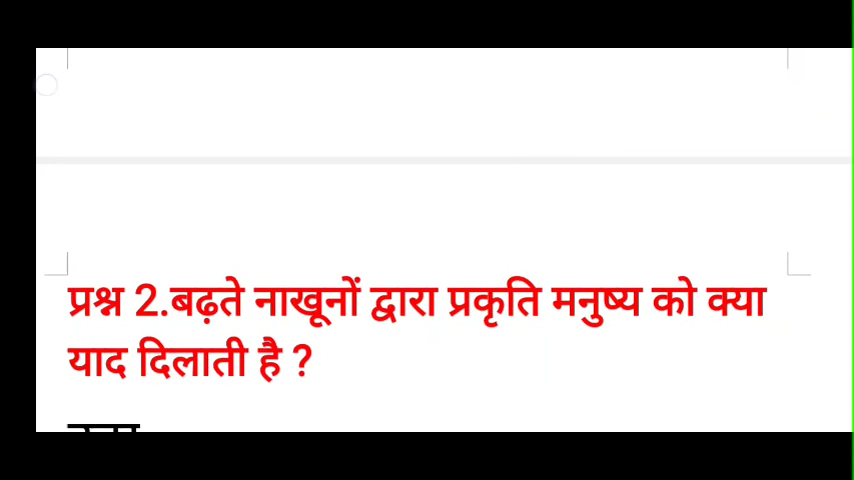 प्रश्न 2.बढ़ते नाखूनों द्वारा प्रकृति मनुष्य को क्या
याद दिलाती है ?